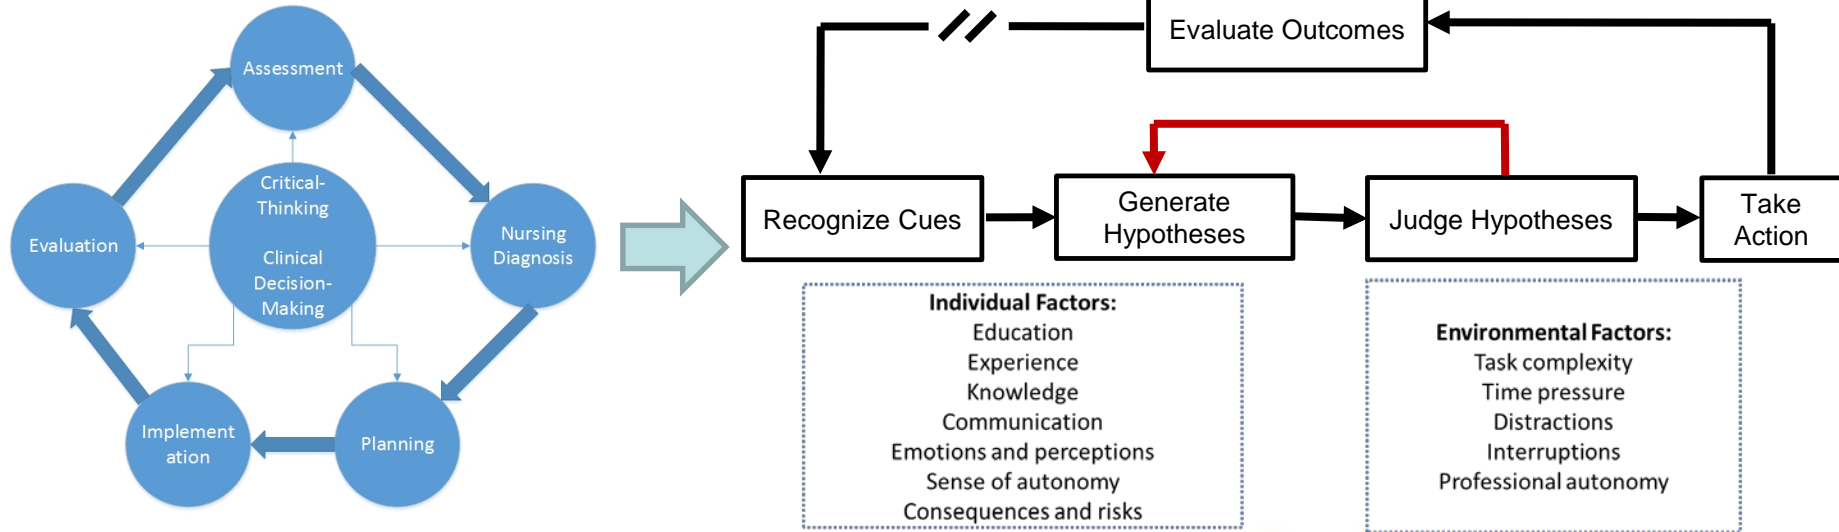 Assessment
Critical-
Thinking
Clinical
Decision-
Making
Evaluation
Nursing
Diagnosis
Implement
ation
Planning
Evaluate Outcomes
Recognize Cues
Generate
Hypotheses
Judge Hypotheses
Take
Action
Individual Factors:
Education
Experience
Knowledge
Communication
Emotions and perceptions
Sense of autonomy
Consequences and risks
Environmental Factors:
Task complexity
Time pressure
Distractions
Interruptions
Professional autonomy